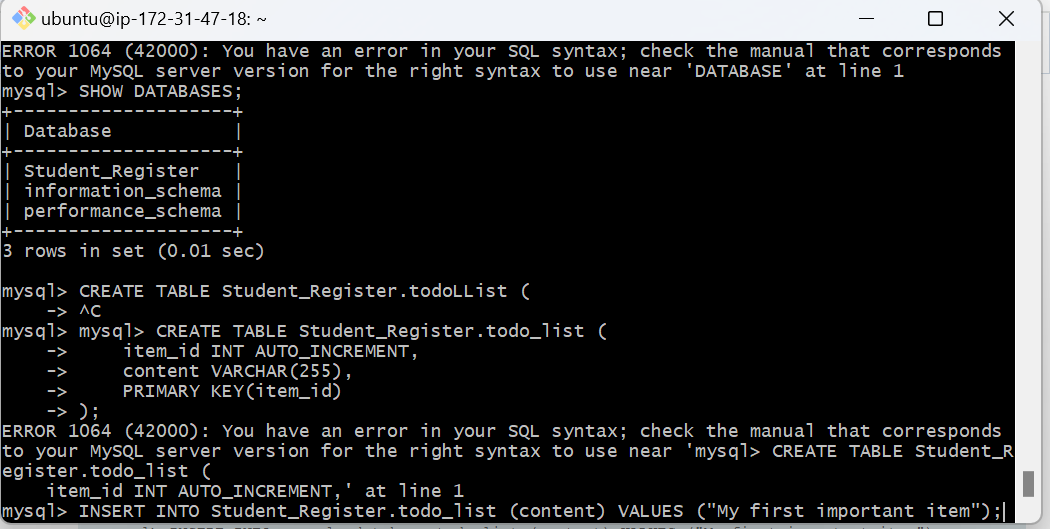 ubuntu@ip-172-31-47-18: ~
ERROR 1064 (42000): You have an error in your SQL syntax; check the manual that corresponds
to your MySQL server version for the right syntax to use near 'DATABASE' at line 1
mysql> SHOW DATABASES;
+--------------------+
| Database           |
+--------------------+
| Student_Register   |
| information_schema |
| performance_schema |
+--------------------+
3 rows in set (0.01 sec)

mysql> CREATE TABLE Student_Register.todoLList (
    -> ^C
mysql> mysql> CREATE TABLE Student_Register.todo_list (
    ->     item_id INT AUTO_INCREMENT,
    ->     content VARCHAR(255),
    ->     PRIMARY KEY(item_id)
    -> );
ERROR 1064 (42000): You have an error in your SQL syntax; check the manual that corresponds
to your MySQL server version for the right syntax to use near 'mysql> CREATE TABLE Student_R
egister.todo_list (
    item_id INT AUTO_INCREMENT,' at line 1
mysql> INSERT INTO Student_Register.todo_list (content) VALUES ("My first important item");